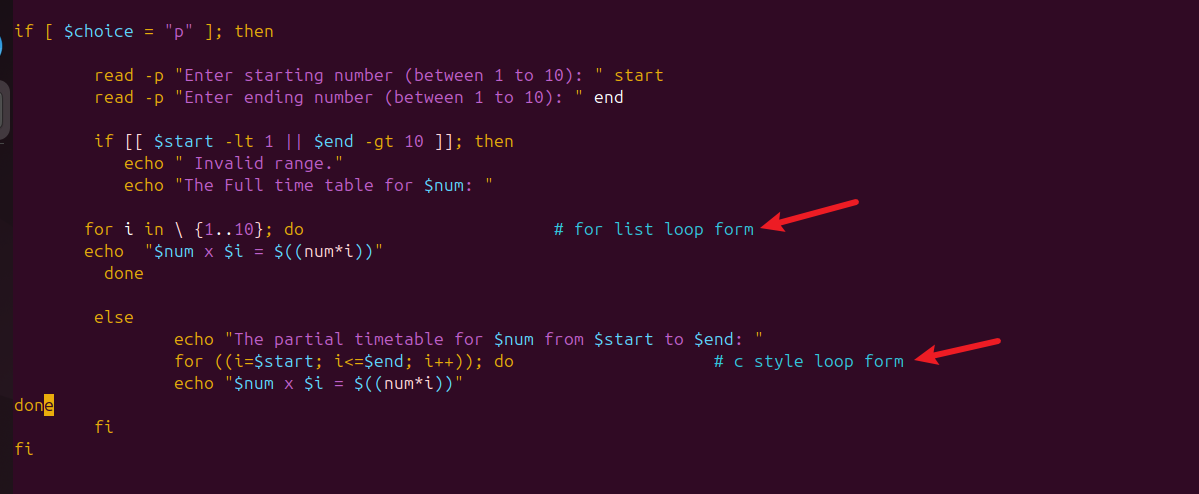 if [ $choice = "p" ]; then
read -p "Enter starting number (between 1 to 10): " start
read -p "Enter ending number (between 1 to 10): " end
if [[ $start -lt 1 || $end -gt 10 ]]; then
echo " Invalid range."
echo "The Full time table for $num: "
for i in \ {1..10}; do # for list loop form
echo "$num x $i = $((num*i))"
done
else
echo "The partial timetable for $num from $start to $end: "
for ((i=$start; i<=$end; i++)); do # c style loop form
echo "$num x $i = $((num*i))"
done
fi
fi